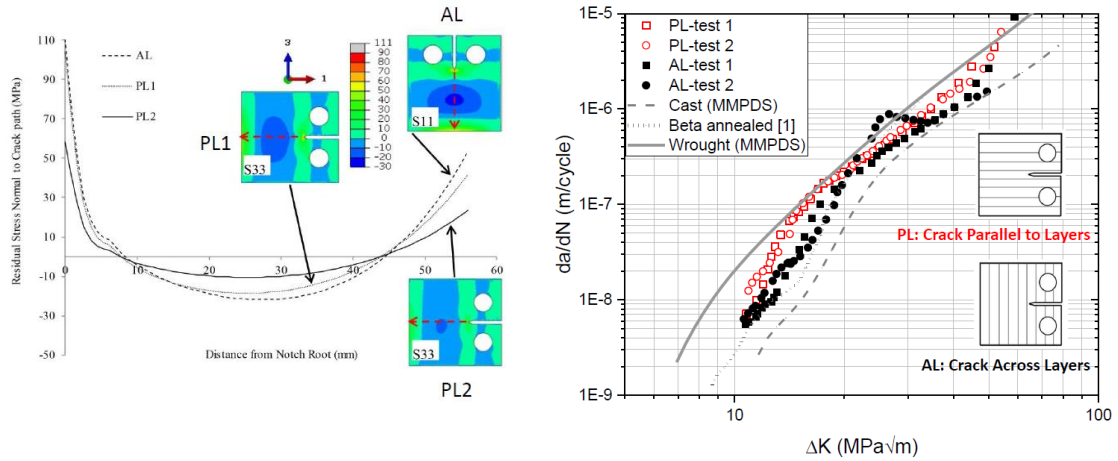 AL
110
90
70
50
30
10
-10
-30
-50
Residual Stress Normal to Crack path (MPa)
AL
PL1
PL2
0
10
20
30
40
50
60
Distance from Notch Root (mm)
3
1
111
90
80
70
60
50
40
30
20
10
0
-10
-20
-30
S11
PL1
S33
S33
PL2
1E-5
1E-6
1E-7
1E-8
1E-9
da/dN (m/cycle)
PL-test 1
PL-test 2
AL-test 1
AL-test 2
Cast (MMPDS)
Beta annealed [1]
Wrought (MMPDS)
PL: Crack Parallel to Layers
AL: Crack Across Layers
10
100
ΔK (MPa√m)